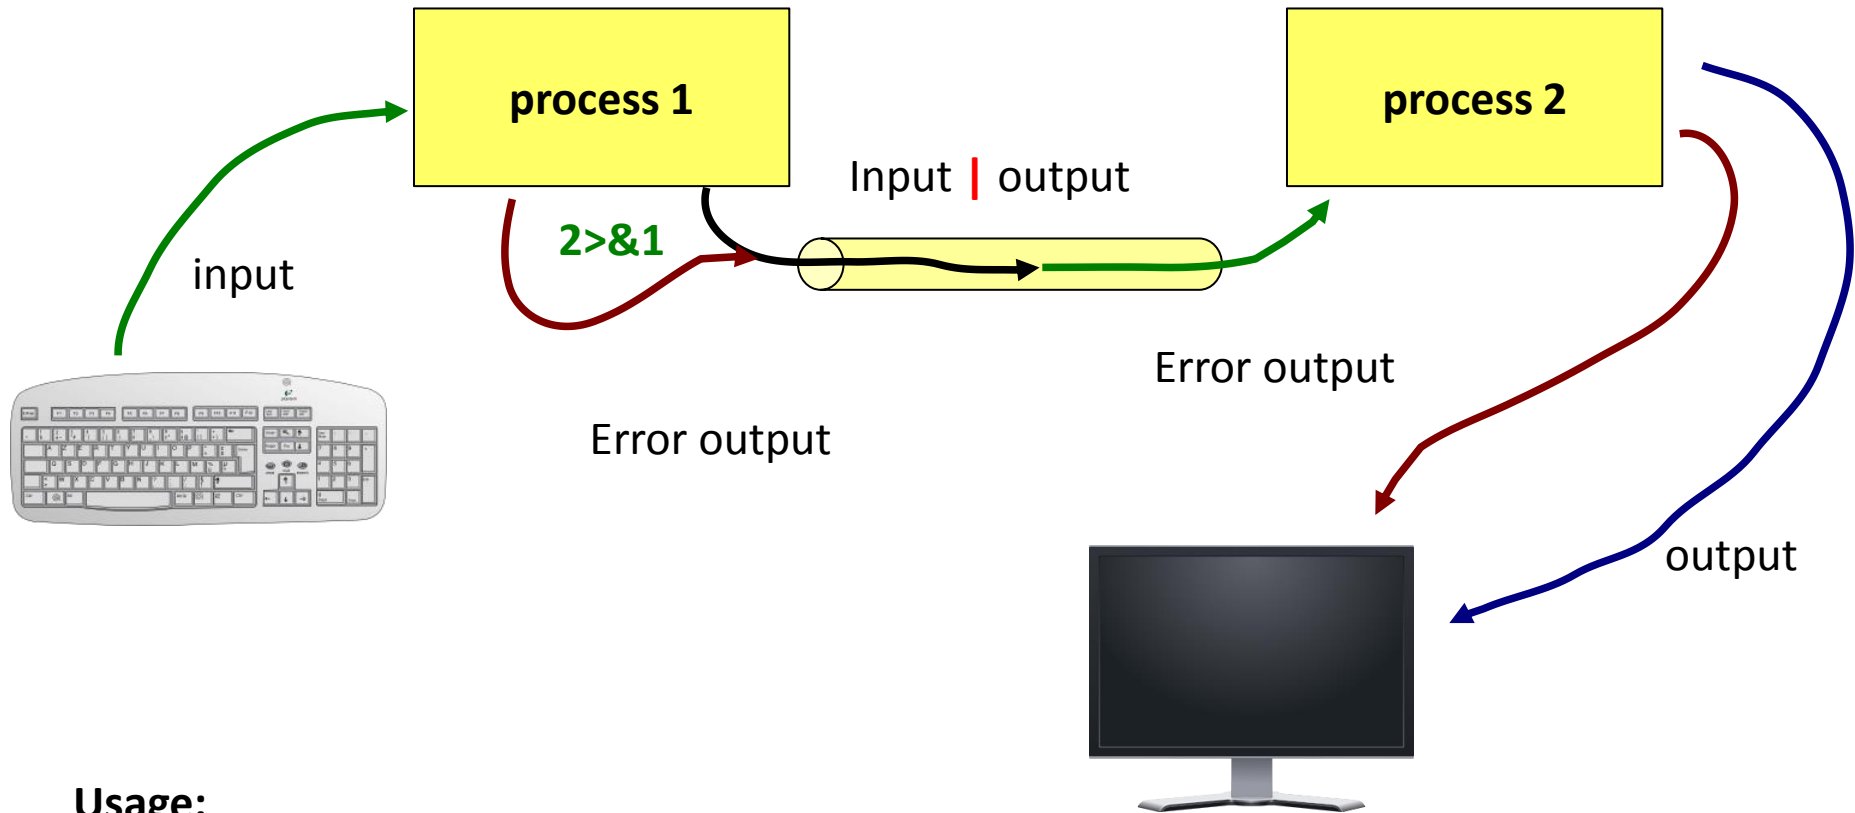 process 1
process 2
Input | output
2>&1
input
Error output
Error output
output
Usage: